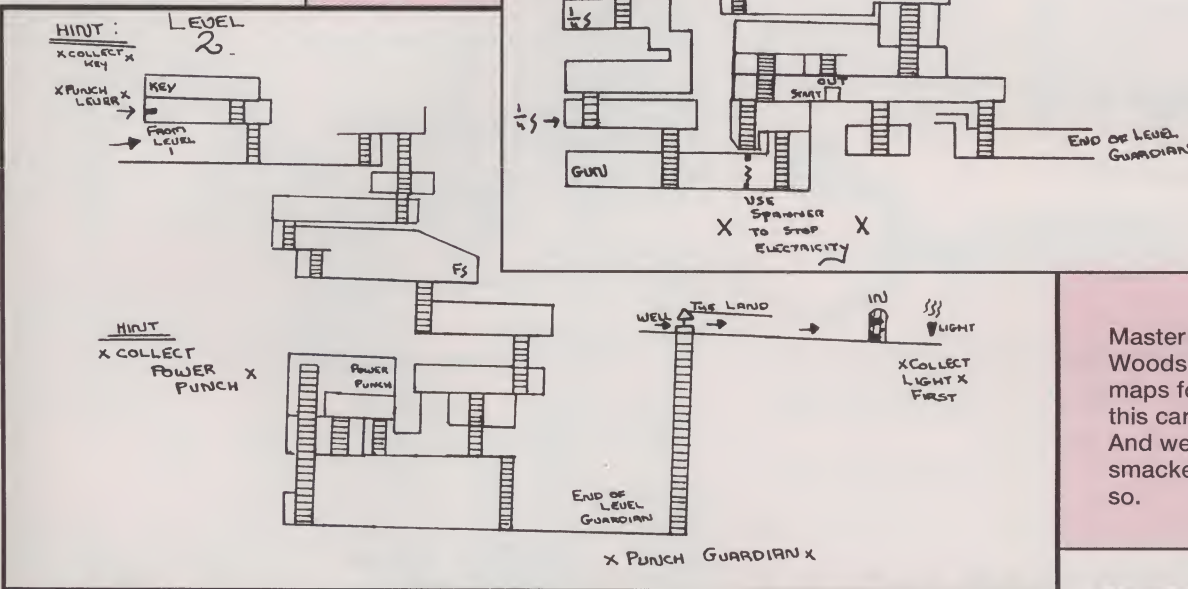 HINT :
X COLLECT X
KEY
LEVEL
2.
X PUNCH
LEVER X
KEY
FROM
LEVEL
1
FS
HINT
X COLLECT
POWER X
PUNCH
POWER
PUNCH
END OF
LEVEL
GUARDIAN
X PUNCH GUARDIAN X
WELL
THE LAND
IN
LIGHT
X COLLECT
LIGHT X
FIRST
OUT
START
GUN
USE
X SPANNER X
TO STOP
ELECTRICITY
END OF LEVEL
GUARDIAN
Master
Woods
maps fo
this car
And we
smacke
so.